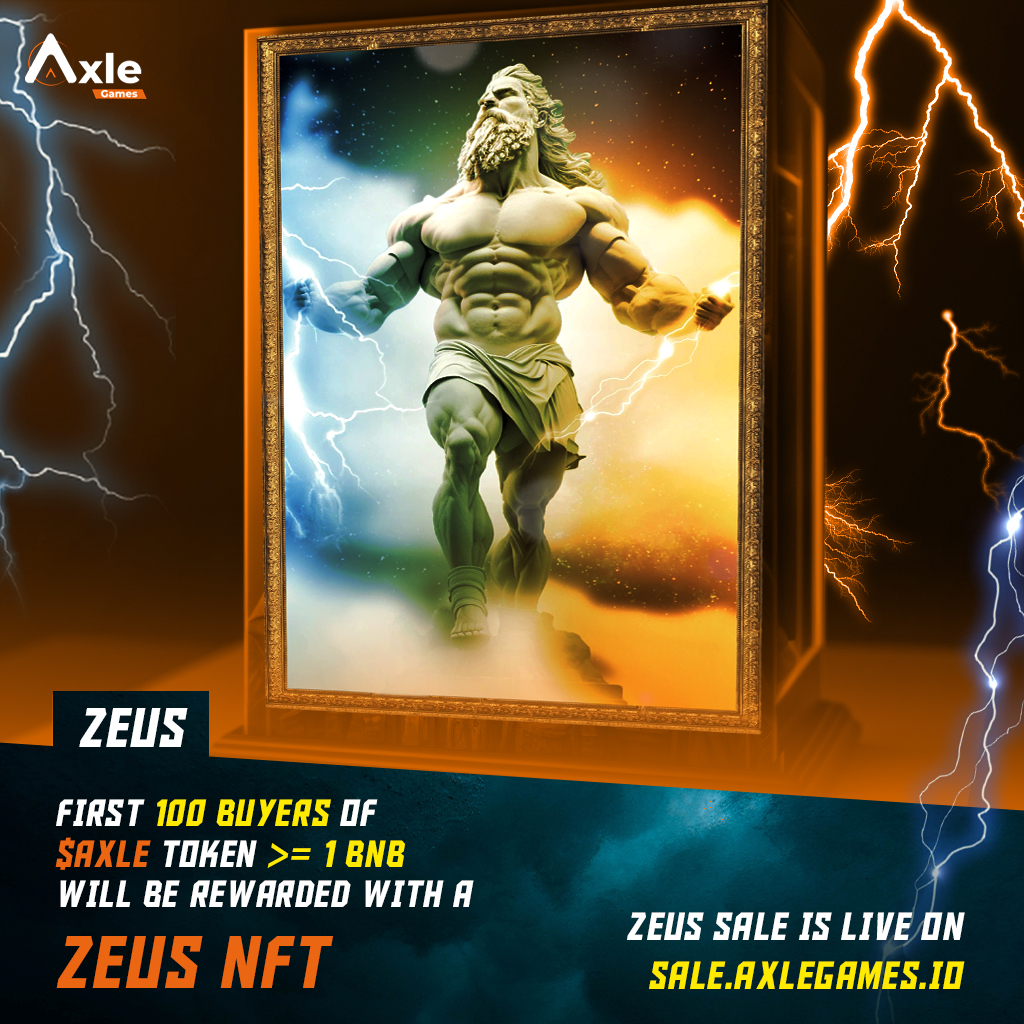 Axle
Games
ZEUS
FIRST 100 BUYERS OF
$AXLE TOKEN >= 1 BNB
WILL BE REWARDED WITH A
ZEUS NFT
ZEUS SALE IS LIVE ON
SALE.AXLEGAMES.IO